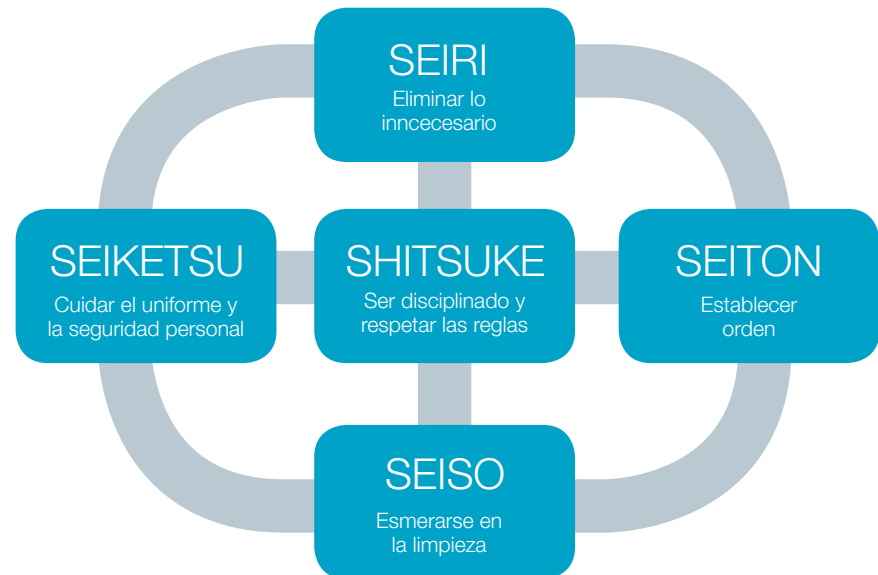 SEIRI
Eliminar lo
inncecesario
SEIKETSU
Cuidar el uniforme y
la seguridad personal
SHITSUKE
Ser disciplinado y
respetar las reglas
SEITON
Establecer
orden
SEISO
Esmerarse en
la limpieza